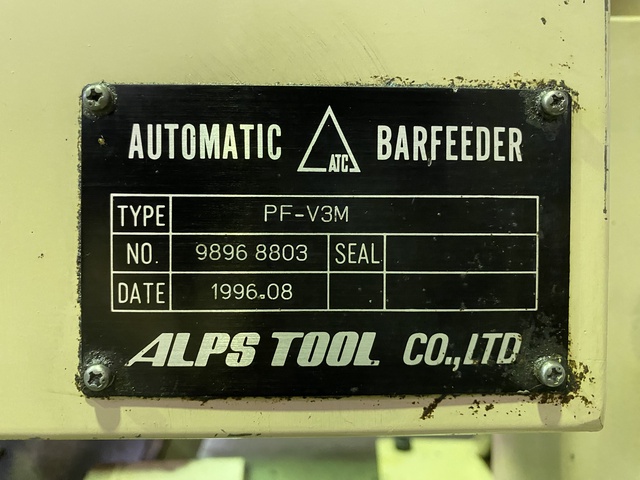 AUTOMATIC ATC BARFEEDER
TYPE PF-V3M
NO. 9896 8803 SEAL
DATE 1996.08
ALPS TOOL CO.,LTD